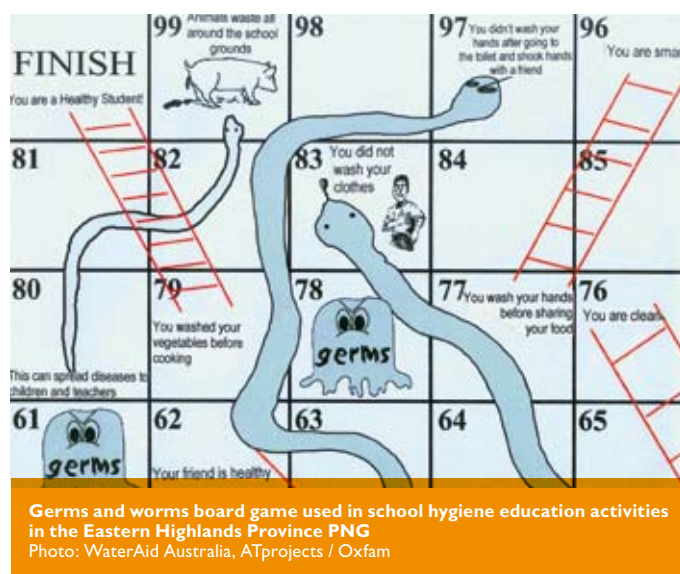 99
Animals waste all
around the school
grounds
98
97
You didn't wash your
hands after going to
the toilet and shook hands
with a friend
96
You are smar
FINISH
You are a Healthy Student!
81
82
83
You did not
wash your
clothes
84
85
80
This can spread diseases to
children and teachers
79
You washed your
vegetables before
cooking
78
germs
77
You wash your hands
before sharing
your food
76
You are clean
61
germs
62
Your friend is healthy
63
64
65
Germs and worms board game used in school hygiene education activities
in the Eastern Highlands Province PNG
Photo: WaterAid Australia, ATprojects / Oxfam